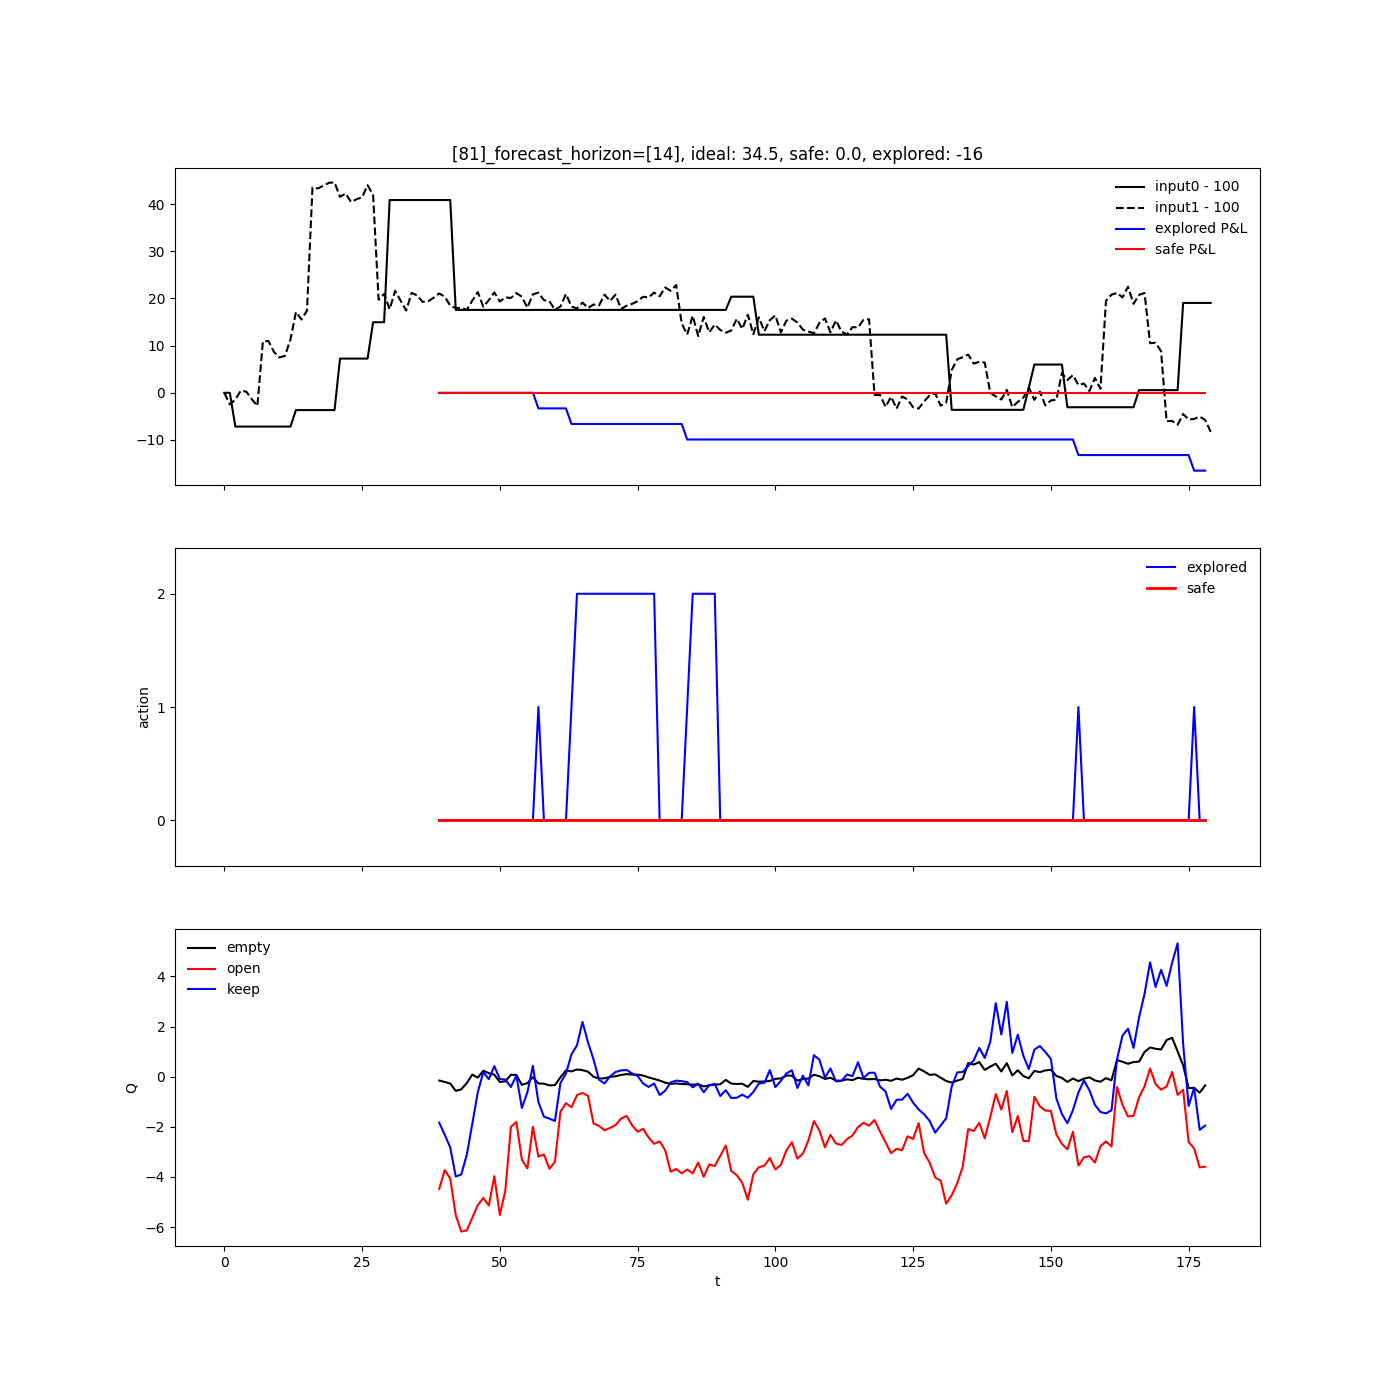 [81]_forecast_horizon=[14], ideal: 34.5, safe: 0.0, explored: -16
input0 - 100
input1 - 100
explored P&L
safe P&L
40
30
20
10
0
−10
explored
safe
2
1
0
action
empty
open
keep
4
2
0
−2
−4
−6
Q
0 25 50 75 100 125 150 175
t